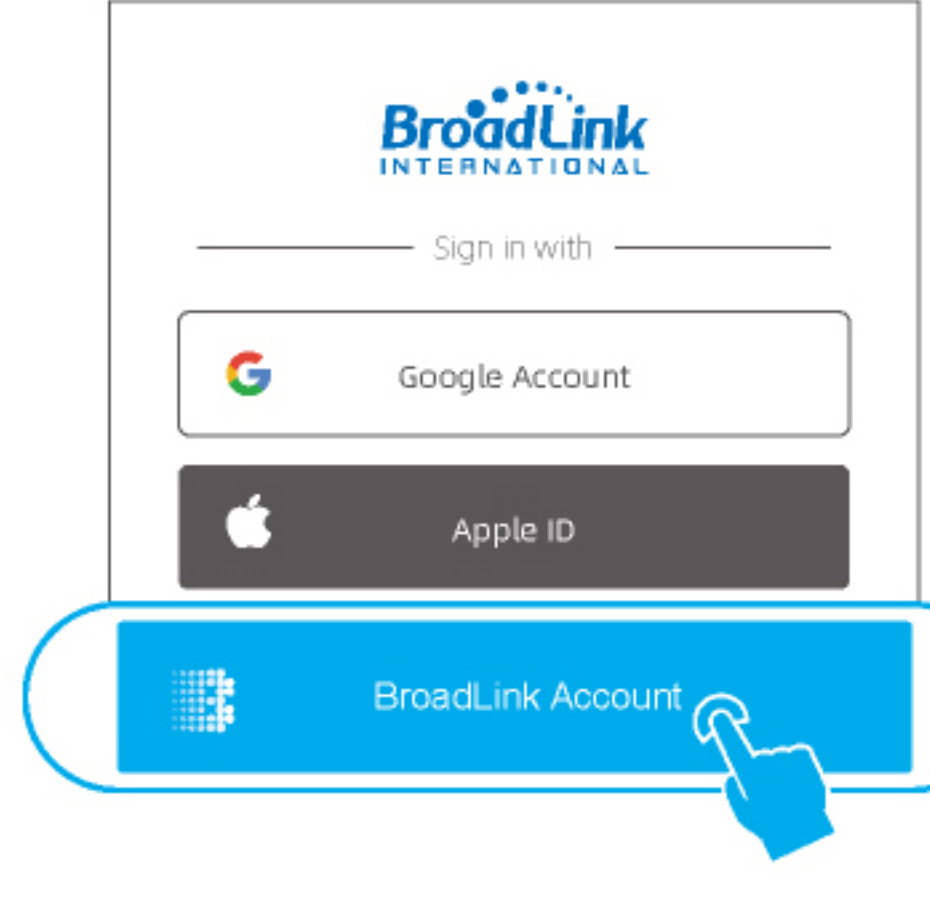 BroadLink
INTERNATIONAL
Sign in with
Google Account
Apple ID
BroadLink Account